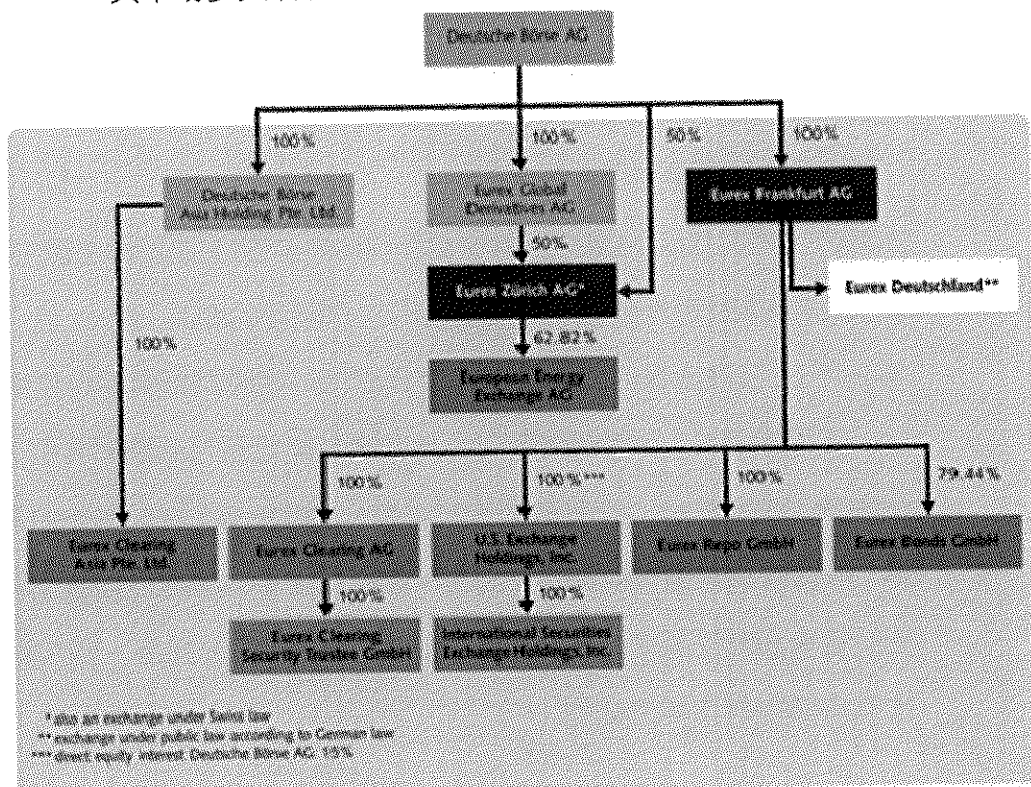 Deutsche Börse AG
100%
100%
50%
100%
Deutsche Börse
Asia Holding Pte. Ltd.
Eurex Global
Derivatives AG
Eurex Frankfurt AG
50%
Eurex Zürich AG*
Eurex Deutschland**
100%
62.82%
European Energy
Exchange AG
100%
100%***
100%
79.44%
Eurex Clearing
Asia Pte. Ltd.
Eurex Clearing AG
U.S. Exchange
Holdings, Inc.
Eurex Repo GmbH
Eurex Bonds GmbH
100%
100%
Eurex Clearing
Security Trustee GmbH
International Securities
Exchange Holdings, Inc.
* also an exchange under Swiss law
** exchange under public law according to German law
*** direct equity interest Deutsche Börse AG: 15%